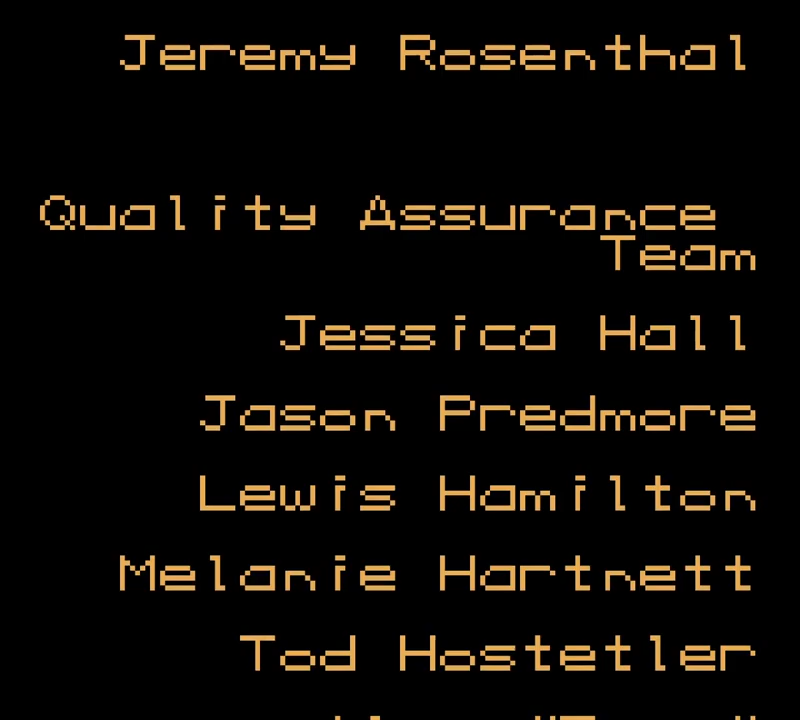 Jeremy Rosenthal
Quality Assurance
Team
Jessica Hall
Jason Predmore
Lewis Hamilton
Melanie Hartnett
Tod Hostetler